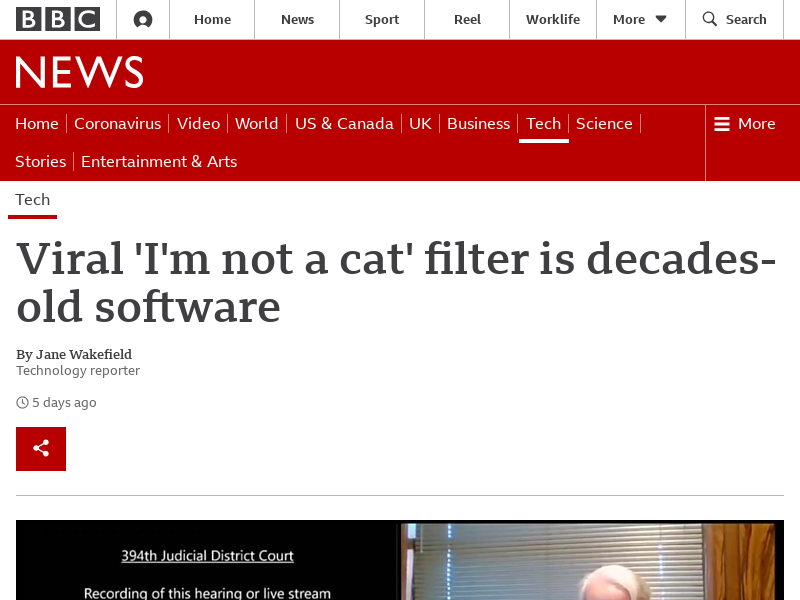 BBC Home News Sport Reel Worklife More Search
NEWS
Home Coronavirus Video World US & Canada UK Business Tech Science More
Stories Entertainment & Arts
Tech
Viral 'I'm not a cat' filter is decades-
old software
By Jane Wakefield
Technology reporter
5 days ago
394th Judicial District Court
Recording of this hearing or live stream